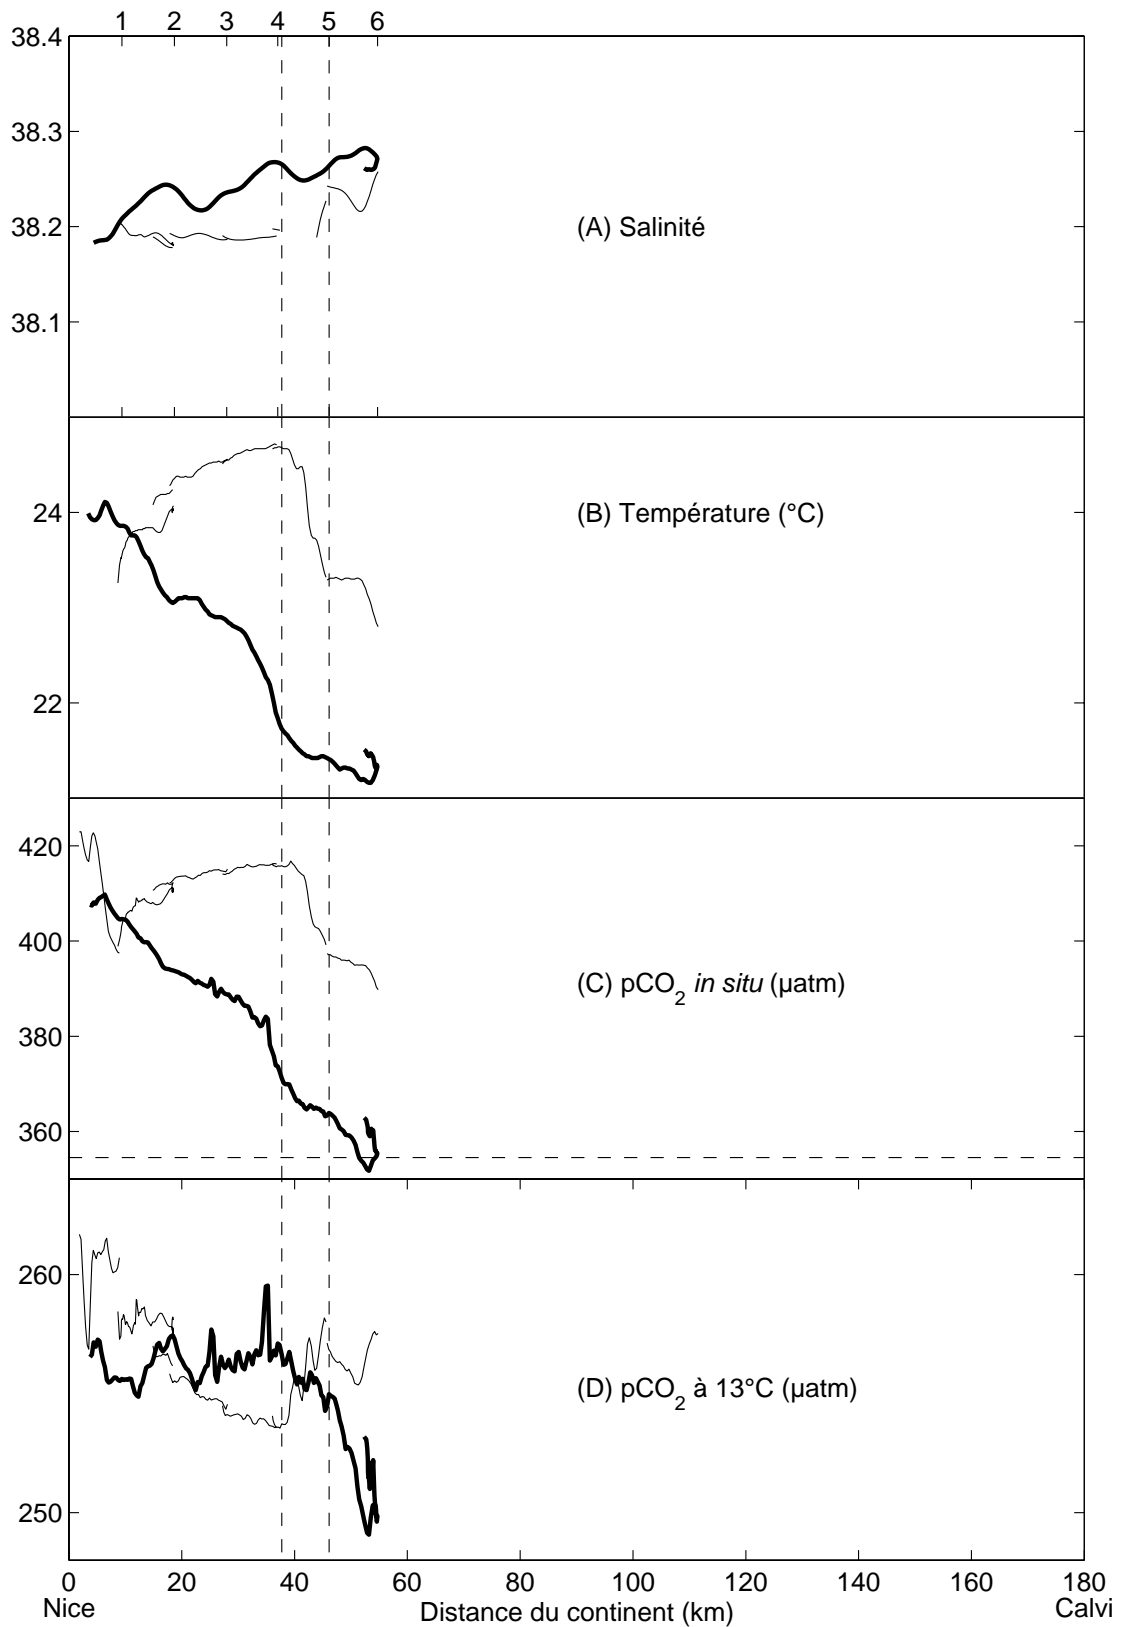 1 2 3 4 5 6
38.4
38.3
38.2
38.1
(A) Salinité
24
22
(B) Température (°C)
420
400
380
360
(C) pCO2 in situ (µatm)
260
250
(D) pCO2 à 13°C (µatm)
0 20 40 60 80 100 120 140 160 180
Nice Distance du continent (km) Calvi